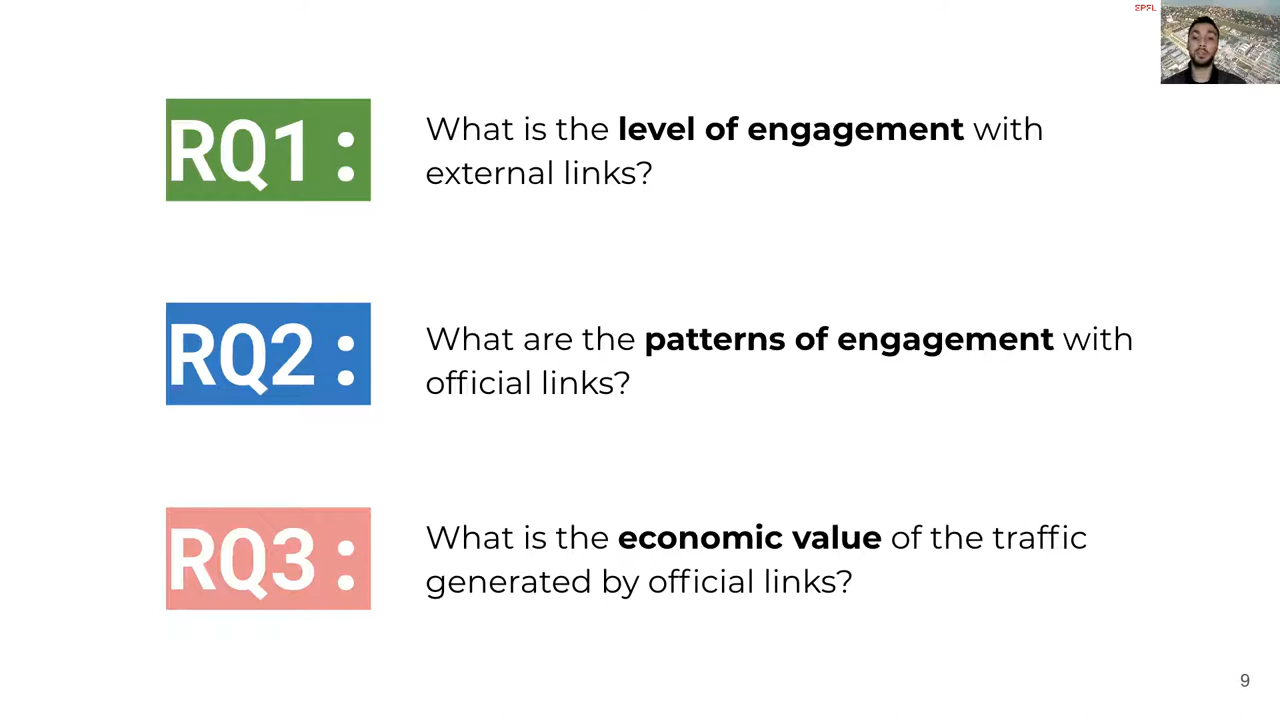 EPFL
RQ1:
What is the level of engagement with
external links?
RQ2:
What are the patterns of engagement with
official links?
RQ3:
What is the economic value of the traffic
generated by official links?
9